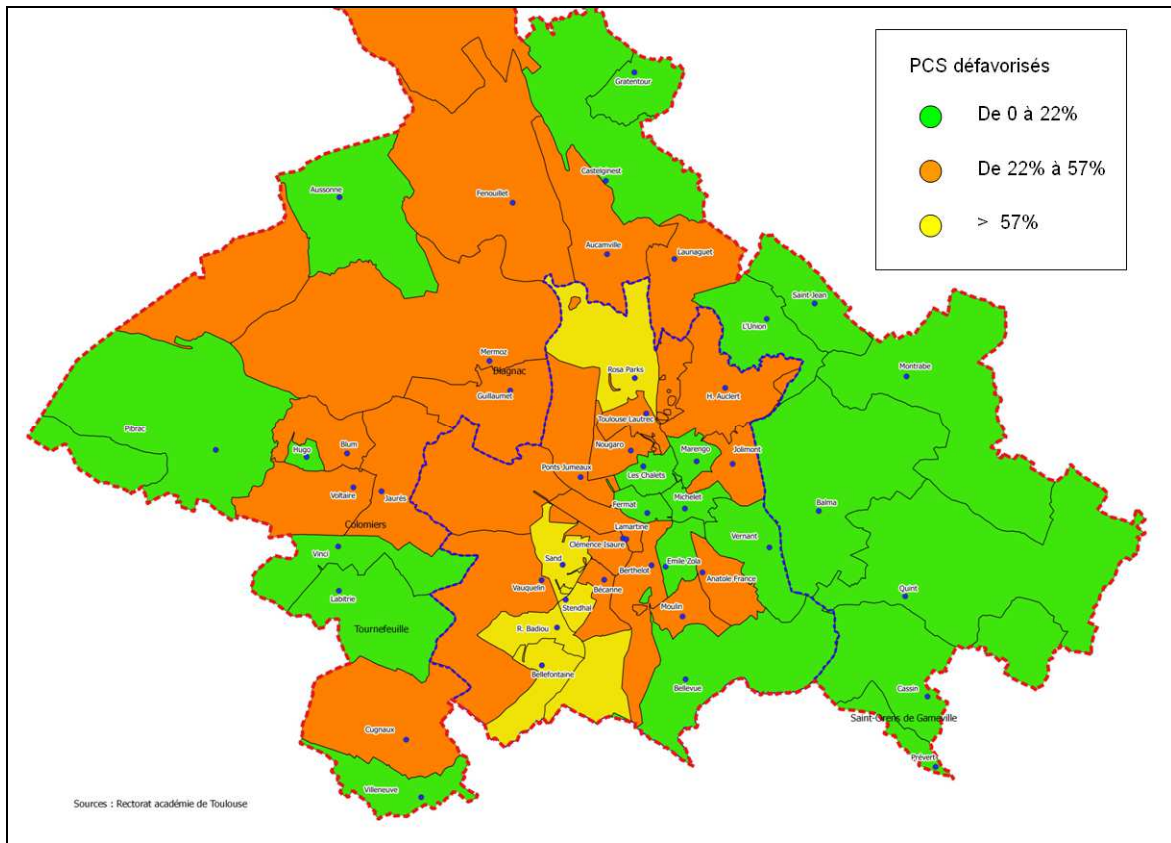 PCS défavorisés
De 0 à 22%
De 22% à 57%
> 57%
Gratentour
Castelginest
Aussonne
Fenouillet
Aucamville
Launaguet
Saint-Jean
L'Union
Montrabe
Mermoz
Blagnac
Guillaumet
Rosa Parks
H. Auclert
Toulouse Lautrec
Pibrac
Hugo
Blum
Nougaro
Marengo
Jolimont
Les Chalets
Ponts Jumeaux
Voltaire
Jaurès
Fermat
Michelet
Balma
Colomiers
Lamartine
Clémence Isaure
Vernant
Vinci
Sand
Berthelot
Emile Zola
Anatole France
Vauquelin
Bécanne
Labitrie
Stendhal
Quint
Moulin
Tournefeuille
R. Badiou
Bellefontaine
Bellevue
Cassin
Saint-Orens de Gameville
Cugnaux
Prévert
Villeneuve
Sources : Rectorat académie de Toulouse